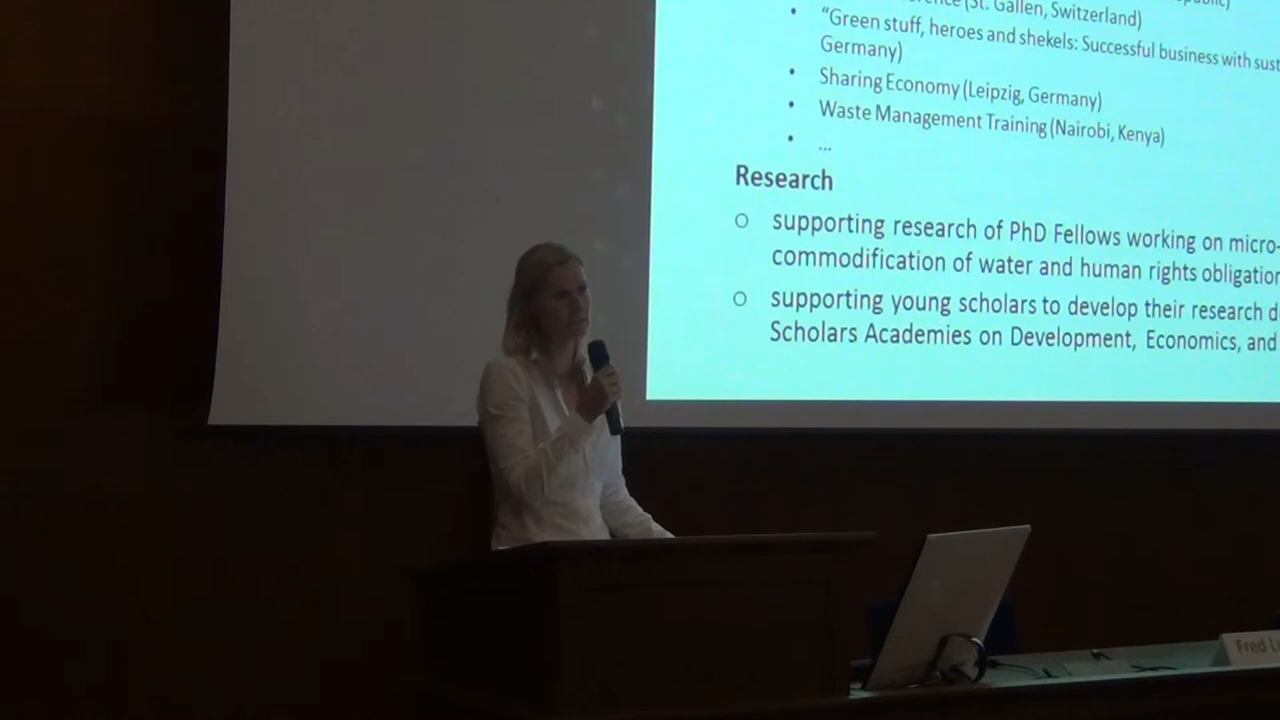 (St. Gallen, Switzerland)
• "Green stuff, heroes and shekels: Successful business with sust
Germany)
• Sharing Economy (Leipzig, Germany)
• Waste Management Training (Nairobi, Kenya)
• ...
Research
o supporting research of PhD Fellows working on micro-
commodification of water and human rights obligation
o supporting young scholars to develop their research d
Scholars Academies on Development, Economics, and
Fred